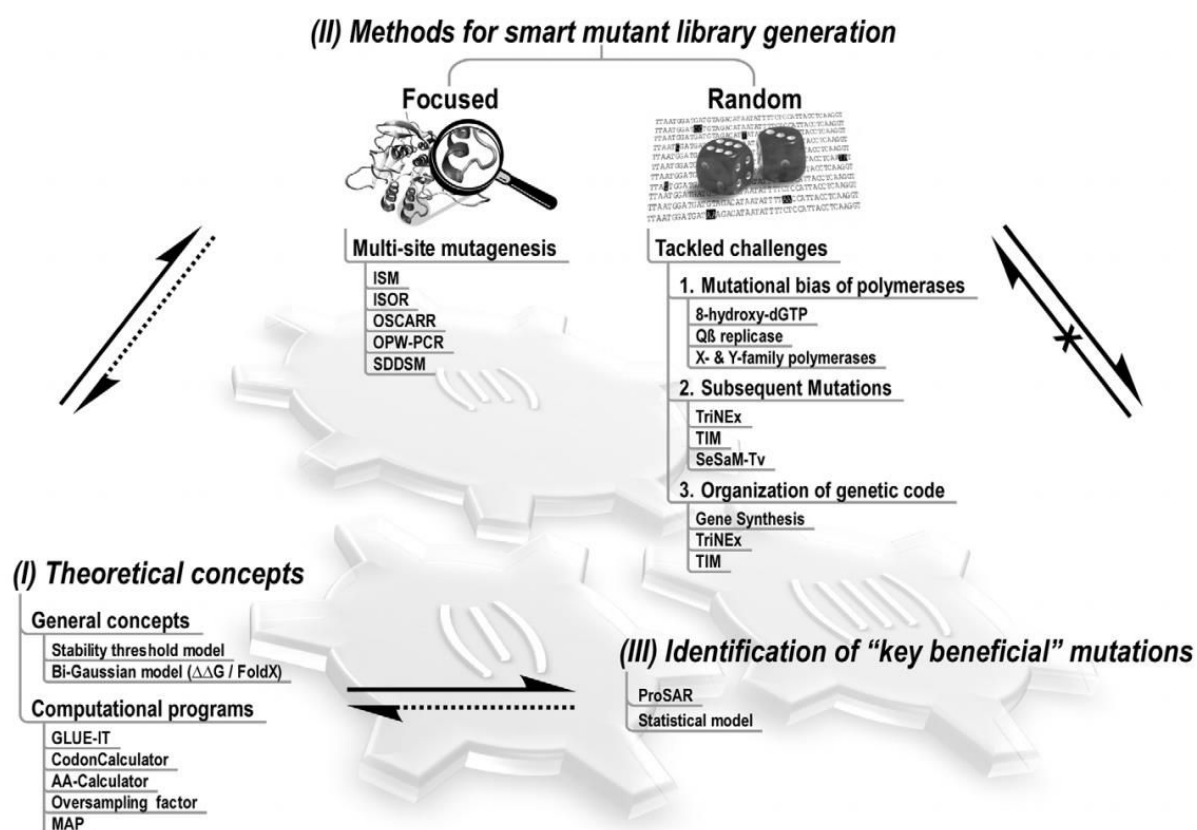 (II) Methods for smart mutant library generation
Focused
Random
TTAATGGATGATGTAGACATAATATTTTCTCCATTACCTCAAGGT
Multi-site mutagenesis
ISM
ISOR
OSCARR
OPW-PCR
SDDSM
Tackled challenges
1. Mutational bias of polymerases
8-hydroxy-dGTP
Qß replicase
X- & Y-family polymerases
2. Subsequent Mutations
TriNEx
TIM
SeSaM-Tv
3. Organization of genetic code
Gene Synthesis
TriNEx
TIM
(I) Theoretical concepts
General concepts
Stability threshold model
Bi-Gaussian model (ΔΔG / FoldX)
Computational programs
GLUE-IT
CodonCalculator
AA-Calculator
Oversampling factor
MAP
(III) Identification of “key beneficial” mutations
ProSAR
Statistical model